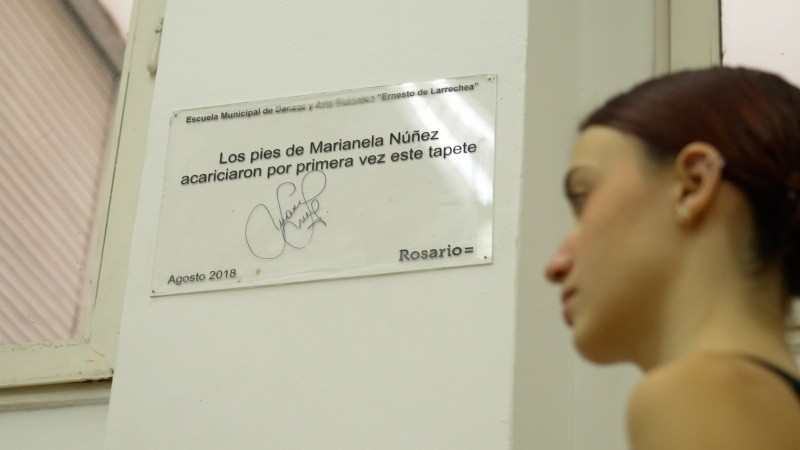 Escuela Municipal de Danzas y Arte Escénico "Ernesto de Larrechea"
Los pies de Marianela Núñez
acariciaron por primera vez este tapete
Agosto 2018
Rosario=